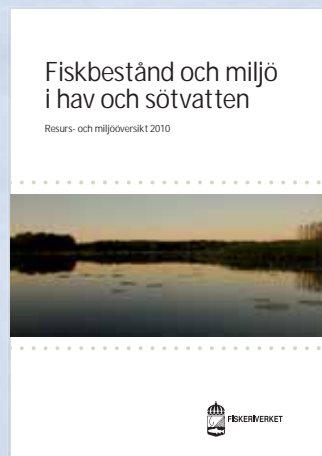 Fiskbestånd och miljö
i hav och sötvatten
Resurs- och miljööversikt 2010
FISKERIVERKET